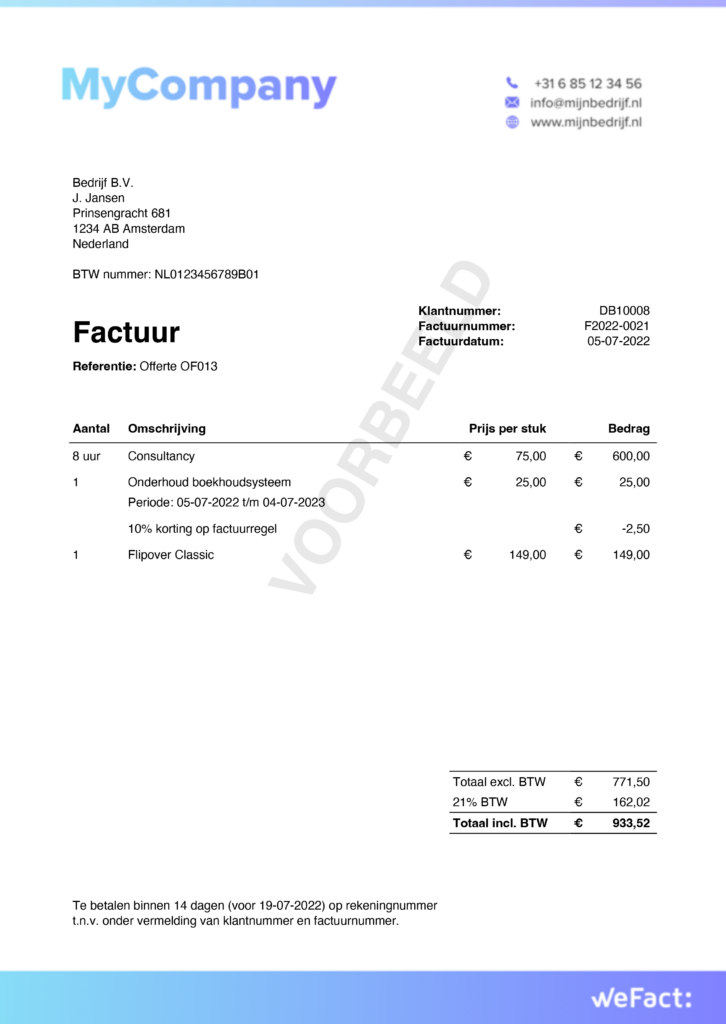 MyCompany
+31 6 85 12 34 56
info@mijnbedrijf.nl
www.mijnbedrijf.nl
Bedrijf B.V.
J. Jansen
Prinsengracht 681
1234 AB Amsterdam
Nederland
BTW nummer: NL0123456789B01
Factuur
Klantnummer: DB10008
Factuurnummer: F2022-0021
Factuurdatum: 05-07-2022
Referentie: Offerte OF013
VOORBEELD
Aantal Omschrijving Prijs per stuk Bedrag
8 uur Consultancy € 75,00 € 600,00
1 Onderhoud boekhoudsysteem € 25,00 € 25,00
Periode: 05-07-2022 t/m 04-07-2023
10% korting op factuurregel € -2,50
1 Flipover Classic € 149,00 € 149,00
Totaal excl. BTW € 771,50
21% BTW € 162,02
Totaal incl. BTW € 933,52
Te betalen binnen 14 dagen (voor 19-07-2022) op rekeningnummer
t.n.v. onder vermelding van klantnummer en factuurnummer.
weFact: